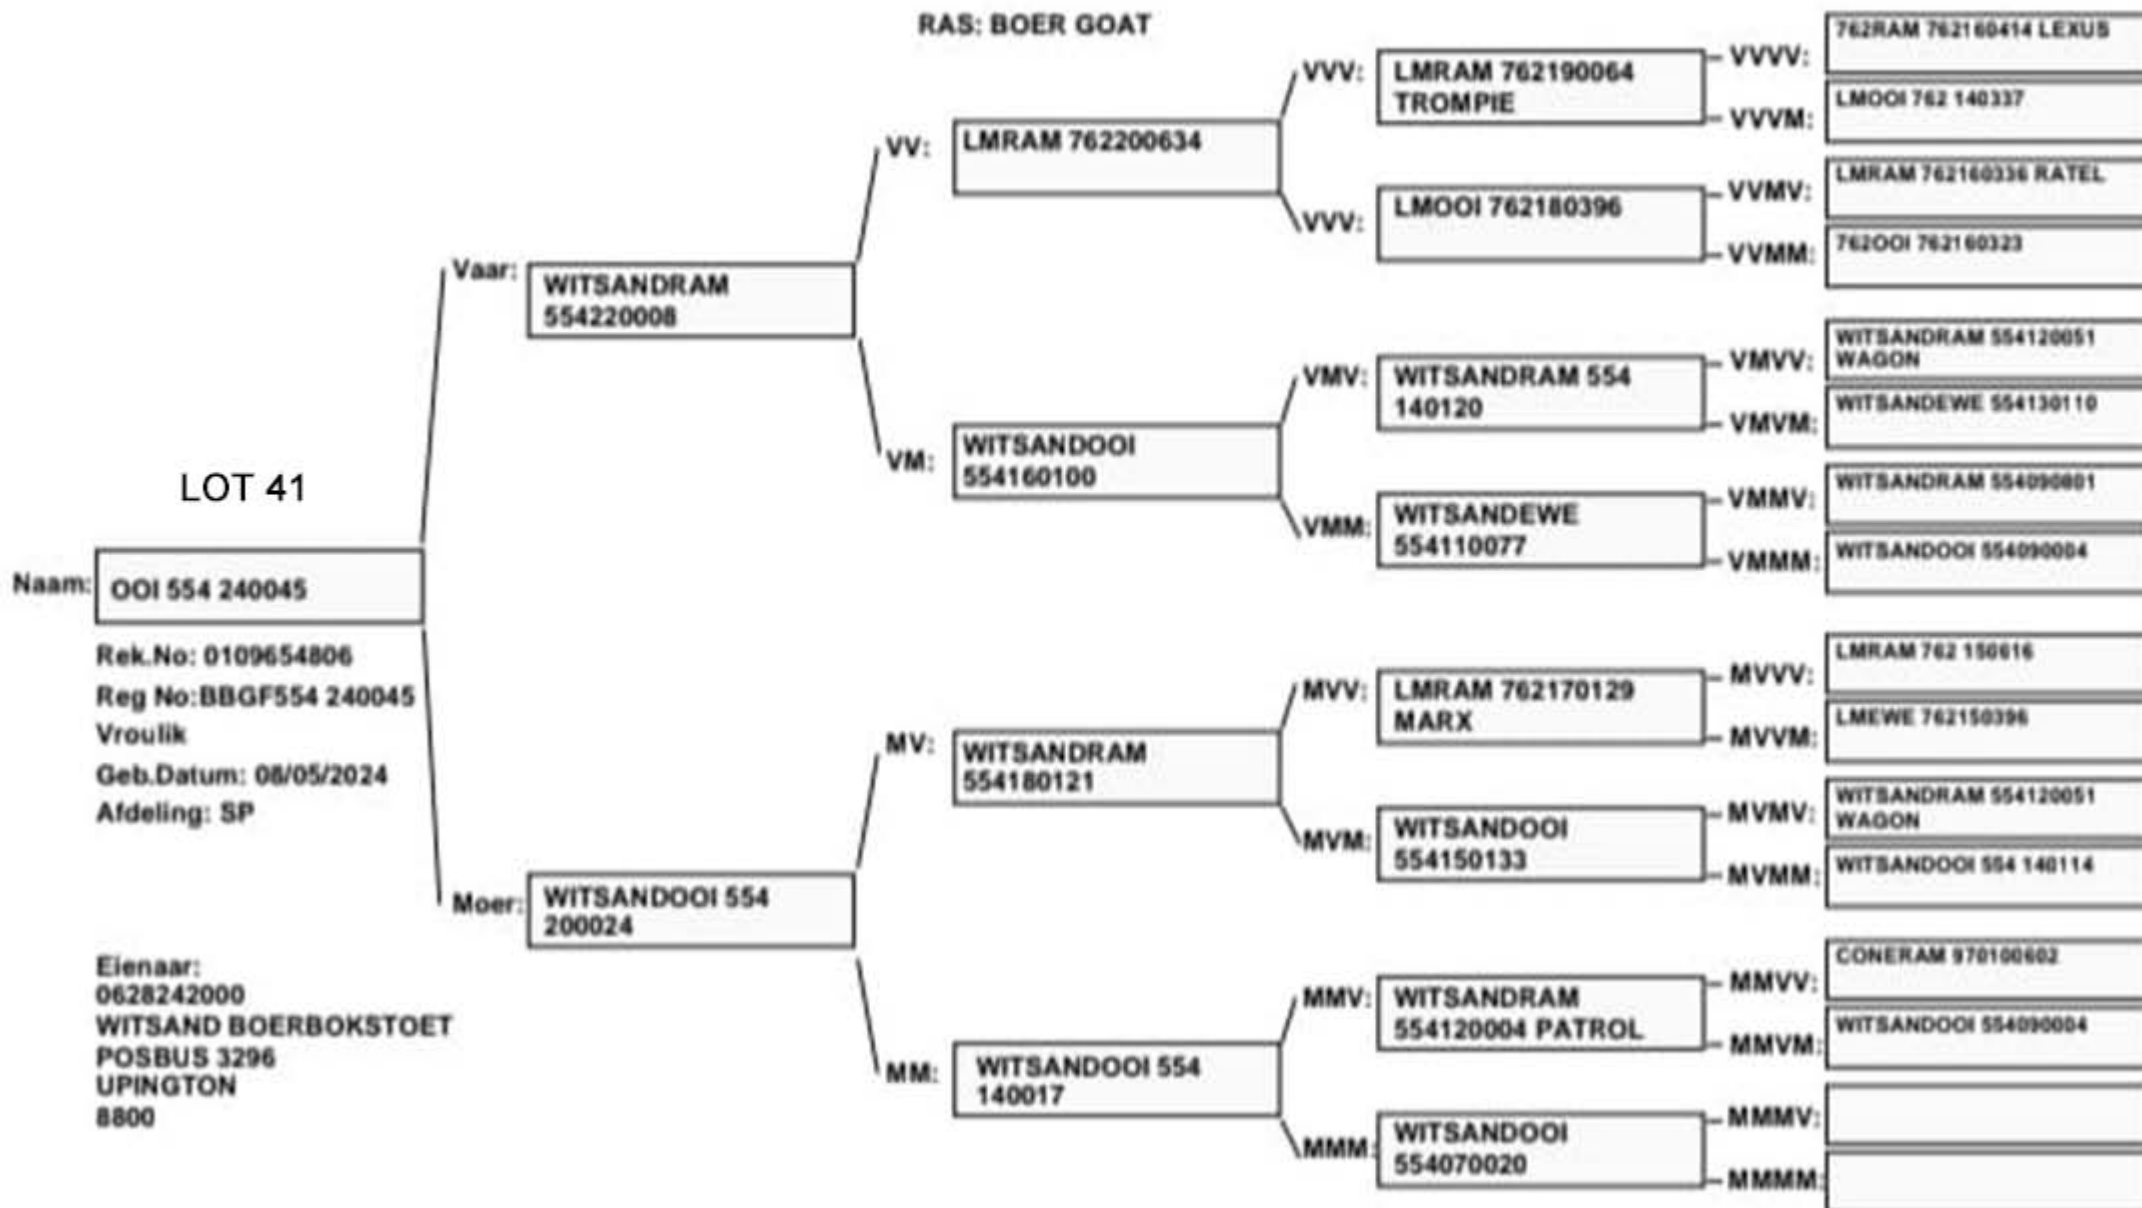 RAS: BOER GOAT
LOT 41
Naam:
OOI 554 240045
Rek.No: 0109654806
Reg No:BBGF554 240045
Vroulik
Geb.Datum: 08/05/2024
Afdeling: SP
Eienaar:
0628242000
WITSAND BOERBOKSTOET
POSBUS 3296
UPINGTON
8800
Vaar:
WITSANDRAM
554220008
Moer:
WITSANDOOI 554
200024
VV:
LMRAM 762200634
VM:
WITSANDOOI
554160100
MV:
WITSANDRAM
554180121
MM:
WITSANDOOI 554
140017
VVV:
LMRAM 762190064
TROMPIE
VVV:
LMOOI 762180396
VMV:
WITSANDRAM 554
140120
VMM:
WITSANDEWE
554110077
MVV:
LMRAM 762170129
MARX
MVM:
WITSANDOOI
554150133
MMV:
WITSANDRAM
554120004 PATROL
MMM:
WITSANDOOI
554070020
VVVV:
762RAM 762160414 LEXUS
VVVM:
LMOOI 762 140337
VVMV:
LMRAM 762160336 RATEL
VVMM:
762OOI 762160323
VMVV:
WITSANDRAM 554120051
WAGON
VMVM:
WITSANDEWE 554130110
VMMV:
WITSANDRAM 554090801
VMMM:
WITSANDOOI 554090004
MVVV:
LMRAM 762 150616
MVVM:
LMEWE 762150396
MVMV:
WITSANDRAM 554120051
WAGON
MVMM:
WITSANDOOI 554 140114
MMVV:
CONERAM 970100602
MMVM:
WITSANDOOI 554090004
MMMV:
MMMM: